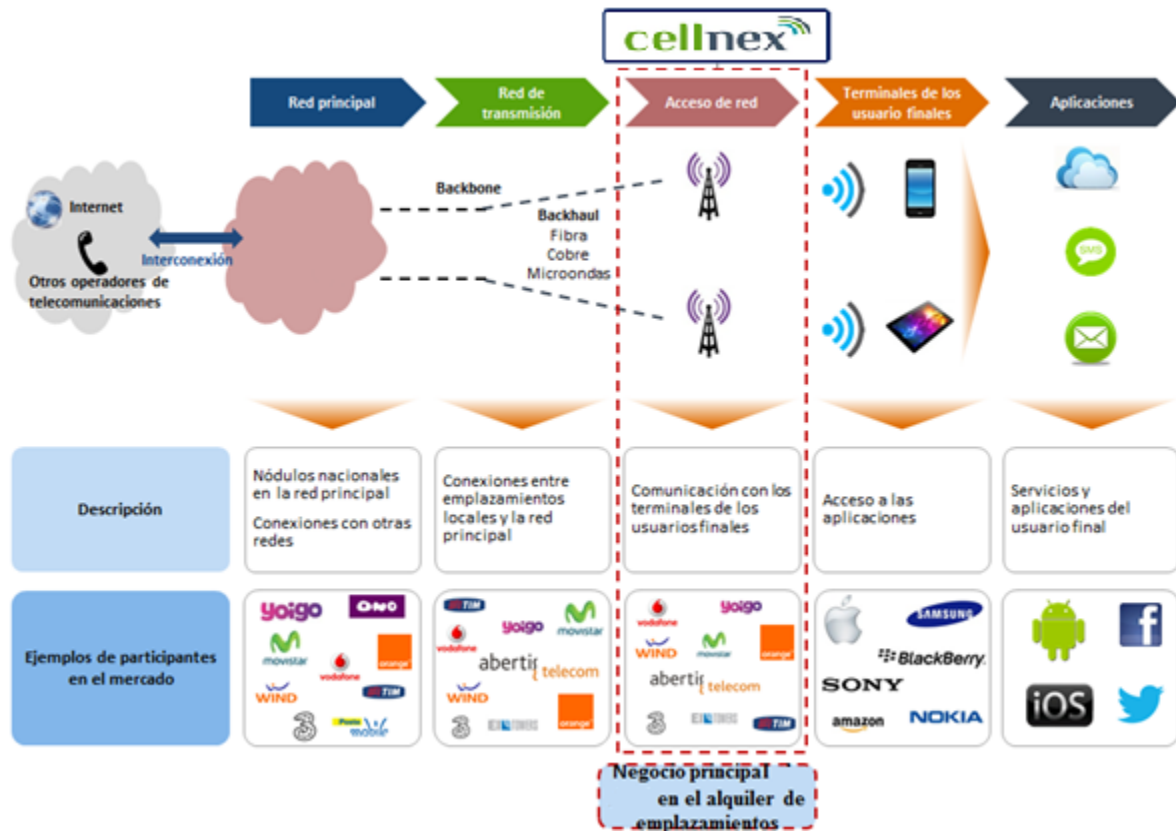 cellnex
Red principal
Red de
transmisión
Acceso de red
Terminales de los
usuario finales
Aplicaciones
Internet
Otros operadores de
telecomunicaciones
Interconexión
Backbone
Backhaul
Fibra
Cobre
Microondas
SMS
Descripción
Nódulos nacionales
en la red principal
Conexiones con otras
redes
Conexiones entre
emplazamientos
locales y la red
principal
Comunicación con los
terminales de los
usuarios finales
Acceso a las
aplicaciones
Servicios y
aplicaciones del
usuario final
Ejemplos de participantes
en el mercado
yoigo
ONO
movistar
vodafone
orange
WIND
TIM
3
Poste
mobile
TIM
vodafone
yoigo
movistar
abertis
telecom
WIND
3
TOWERS
orange
vodafone
yoigo
WIND
movistar
orange
abertis
telecom
3
TOWERS
TIM
SAMSUNG
BlackBerry.
SONY
amazon
NOKIA
f
iOS
Negocio principal
en el alquiler de
emplazamientos